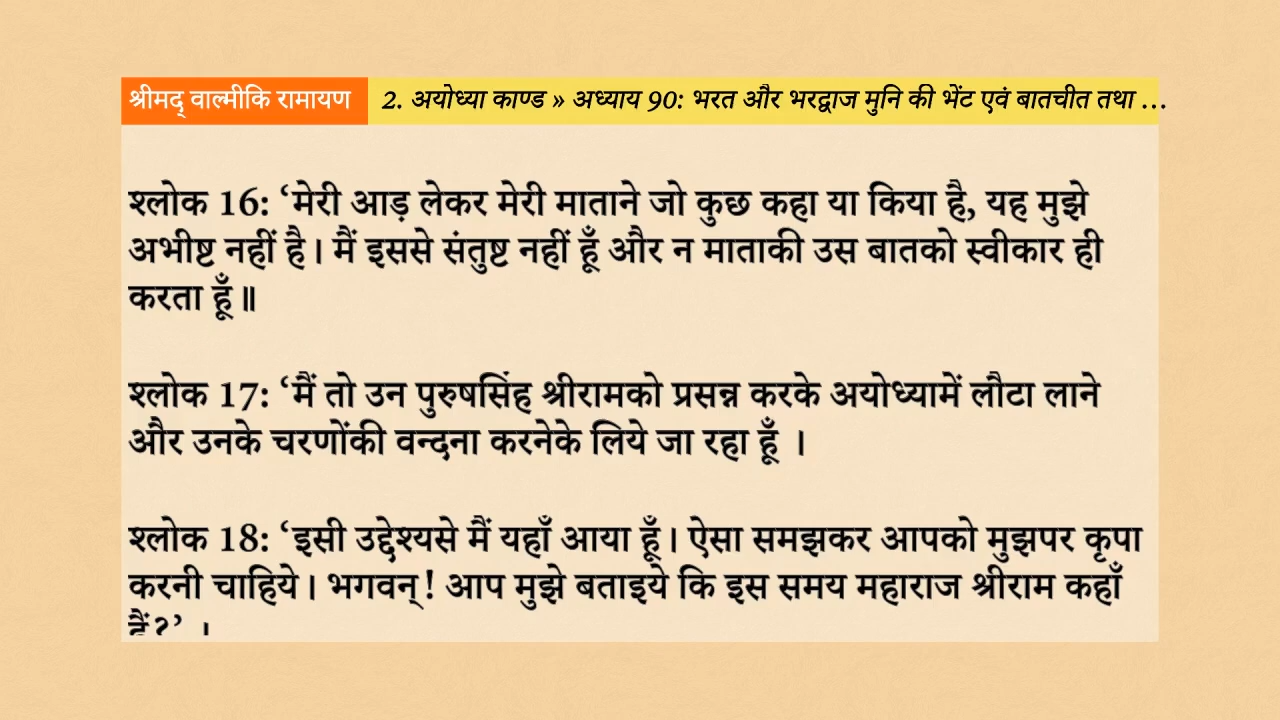 श्रीमद् वाल्मीकि रामायण 2. अयोध्या काण्ड » अध्याय 90: भरत और भरद्वाज मुनि की भेंट एवं बातचीत तथा ...
श्लोक 16: ‘मेरी आड़ लेकर मेरी माताने जो कुछ कहा या किया है, यह मुझे
अभीष्ट नहीं है। मैं इससे संतुष्ट नहीं हूँ और न माताकी उस बातको स्वीकार ही
करता हूँ॥
श्लोक 17: ‘मैं तो उन पुरुषसिंह श्रीरामको प्रसन्न करके अयोध्यामें लौटा लाने
और उनके चरणोंकी वन्दना करनेके लिये जा रहा हूँ ।
श्लोक 18: ‘इसी उद्देश्यसे मैं यहाँ आया हूँ। ऐसा समझकर आपको मुझपर कृपा
करनी चाहिये। भगवन्! आप मुझे बताइये कि इस समय महाराज श्रीराम कहाँ
हैं?’ ।